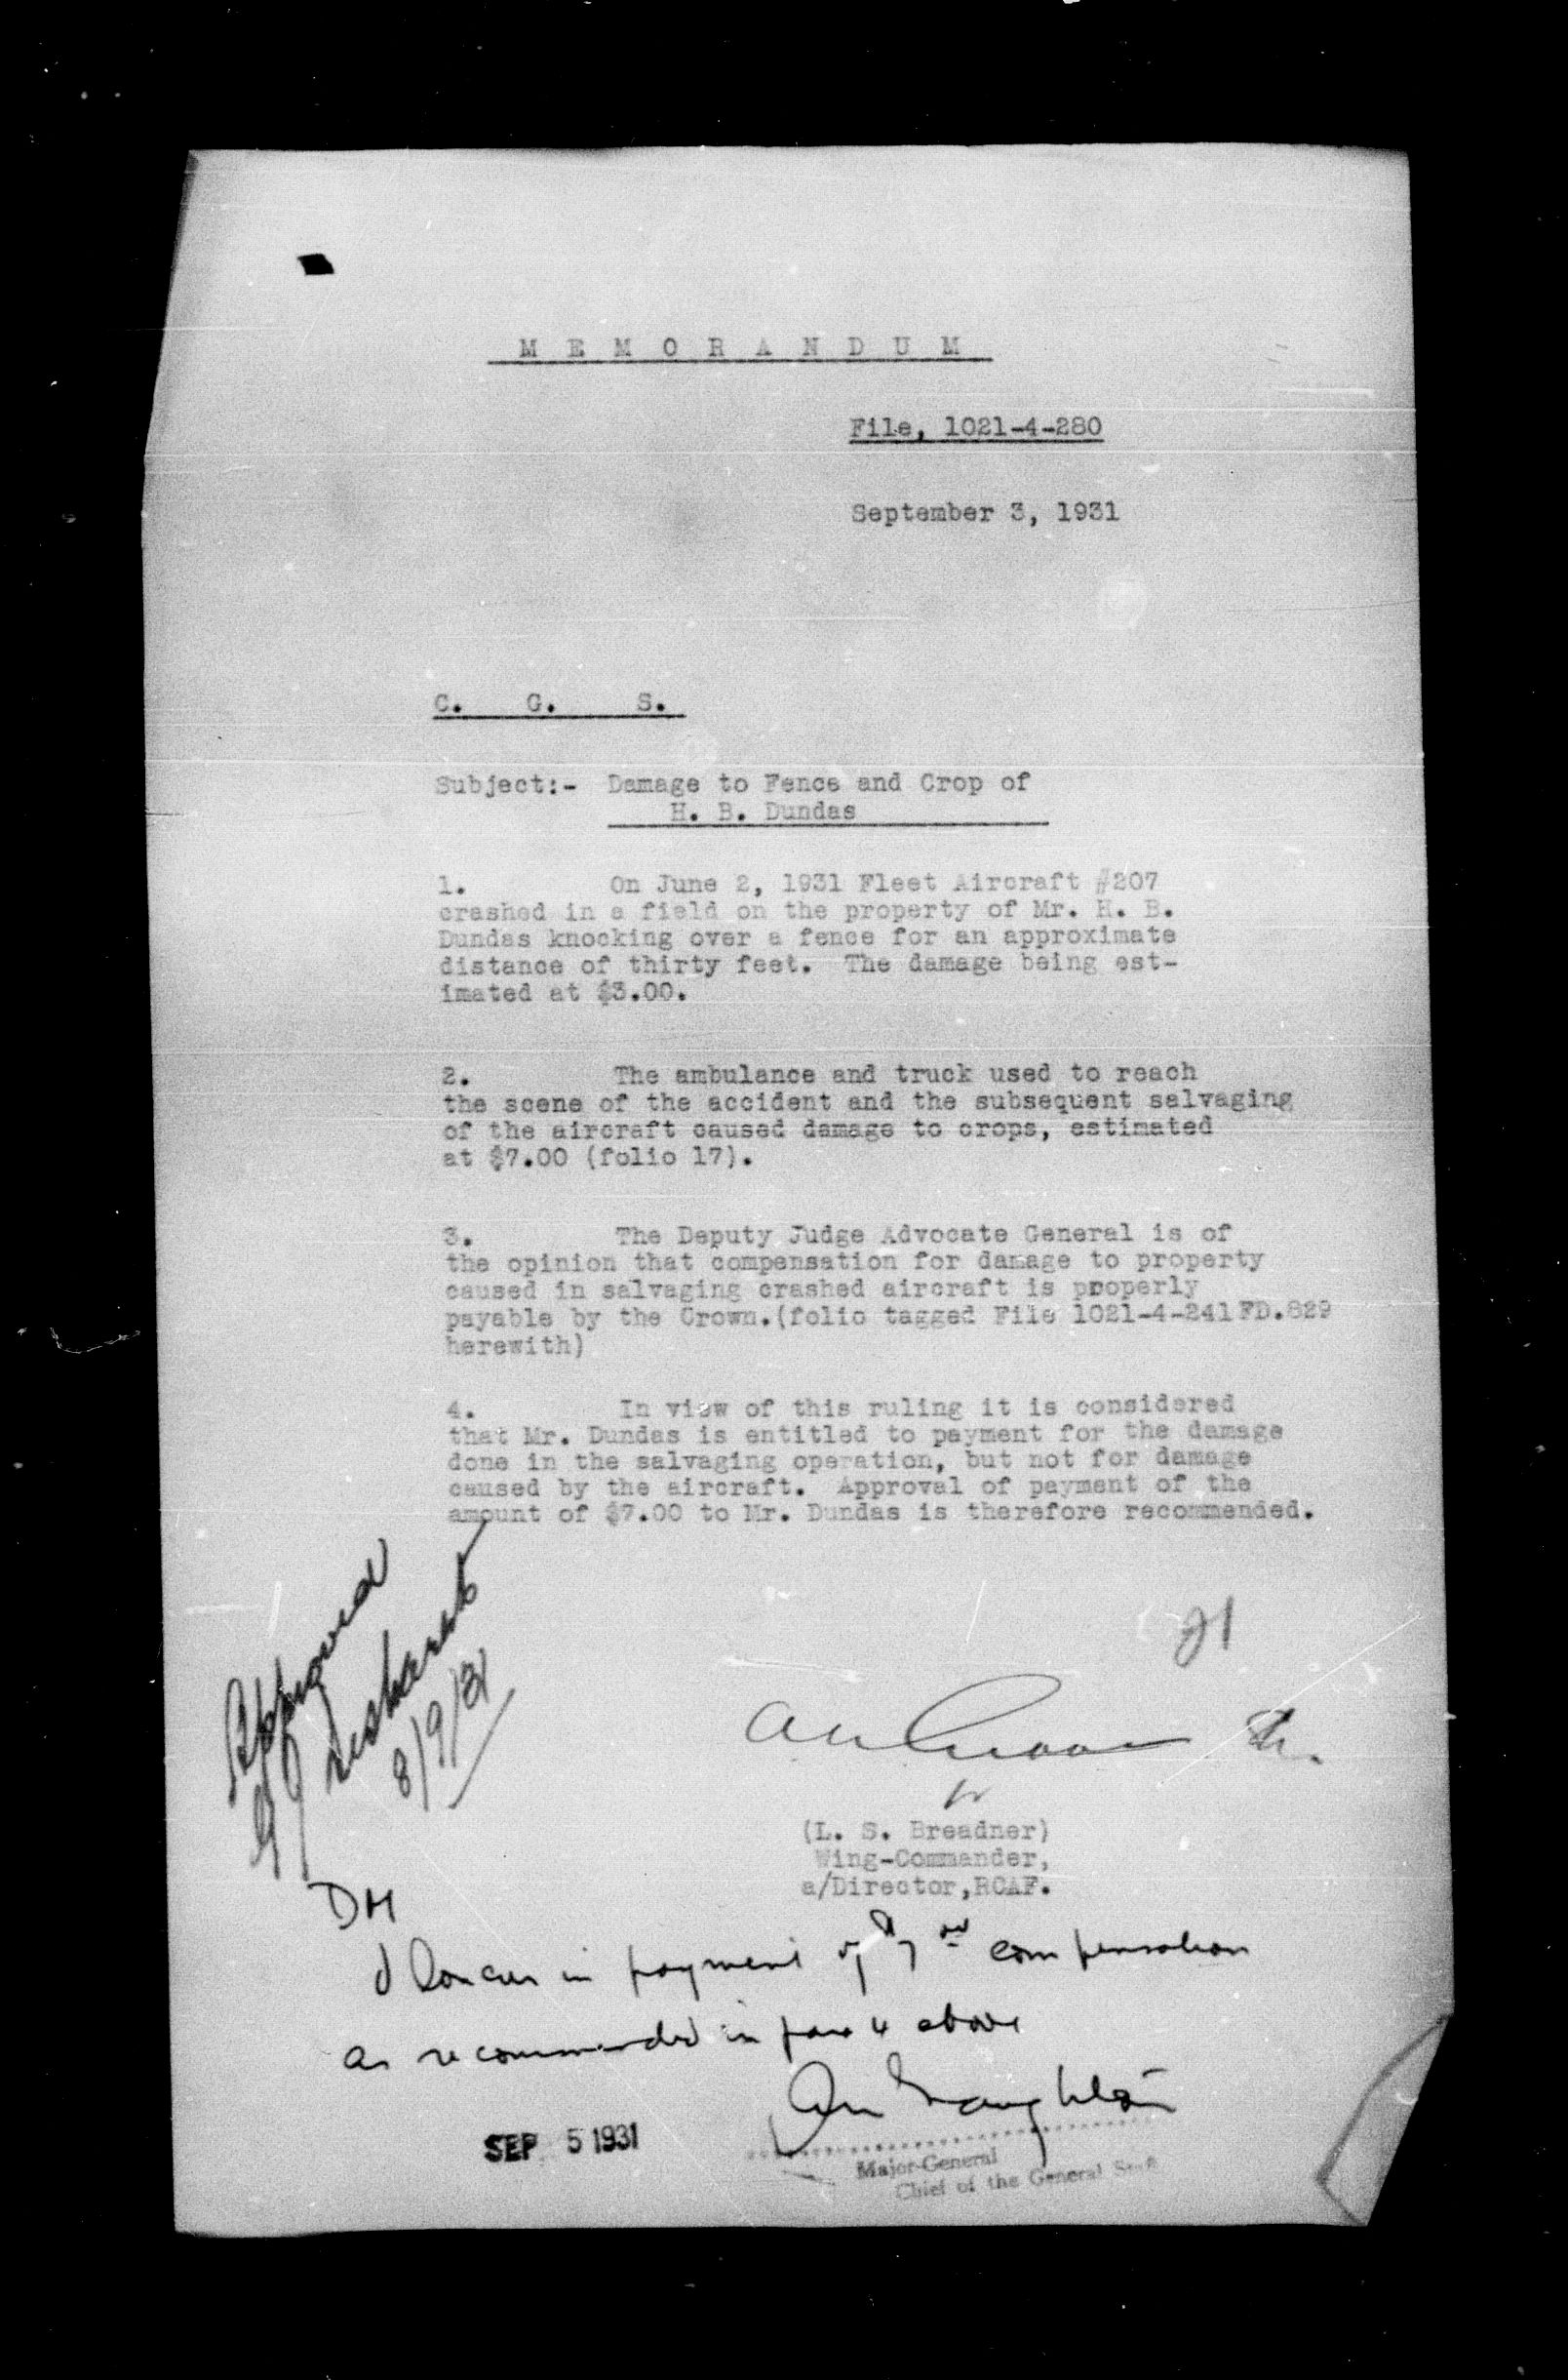 M E M O R A N D U M
File, 1021-4-280
September 3, 1931
C. G. S.
Subject:- Damage to Fence and Crop of
H. B. Dundas
1. On June 2, 1931 Fleet Aircraft #207
crashed in a field on the property of Mr. H. B.
Dundas knocking over a fence for an approximate
distance of thirty feet. The damage being est-
imated at $3.00.
2. The ambulance and truck used to reach
the scene of the accident and the subsequent salvaging
of the aircraft caused damage to crops, estimated
at $7.00 (folio 17).
3. The Deputy Judge Advocate General is of
the opinion that compensation for damage to property
caused in salvaging crashed aircraft is properly
payable by the Crown.(folio tagged File 1021-4-241 FD.829
herewith)
4. In view of this ruling it is considered
that Mr. Dundas is entitled to payment for the damage
done in the salvaging operation, but not for damage
caused by the aircraft. Approval of payment of the
amount of $7.00 to Mr. Dundas is therefore recommended.
Approved
8/9/31
21
(L. S. Breadner)
Wing-Commander,
a/Director, RCAF.
DM
I concur in payment of $7.00 compensation
as recommended in para 4 above
SEP 5 1931
Major-General
Chief of the General Staff